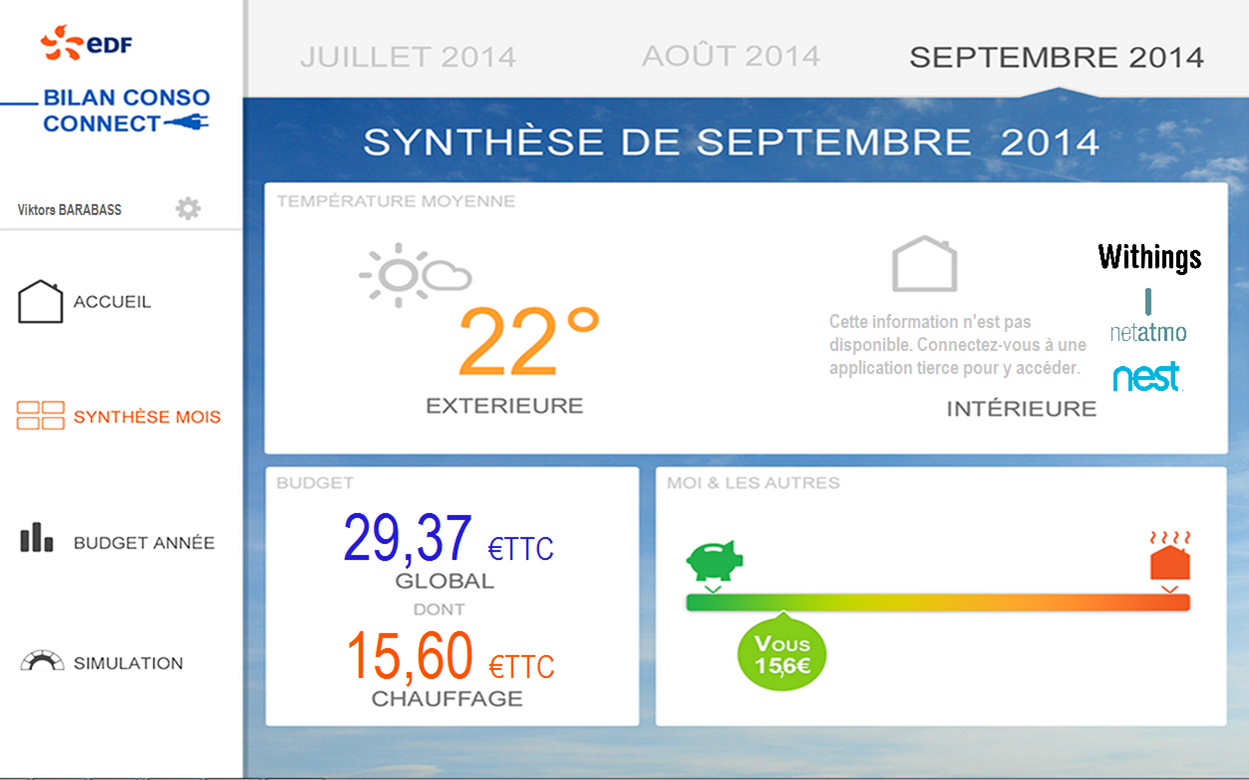 eDF
BILAN CONSO
CONNECT
Viktors BARABASS
ACCUEIL
SYNTHÈSE MOIS
BUDGET ANNÉE
SIMULATION
JUILLET 2014
AOÛT 2014
SEPTEMBRE 2014
SYNTHÈSE DE SEPTEMBRE 2014
TEMPÉRATURE MOYENNE
22°
EXTERIEURE
Cette information n'est pas
disponible. Connectez-vous à une
application tierce pour y accéder.
INTÉRIEURE
Withings
netatmo
nest
BUDGET
29,37 €TTC
GLOBAL
DONT
15,60 €TTC
CHAUFFAGE
MOI & LES AUTRES
Vous
15,6€